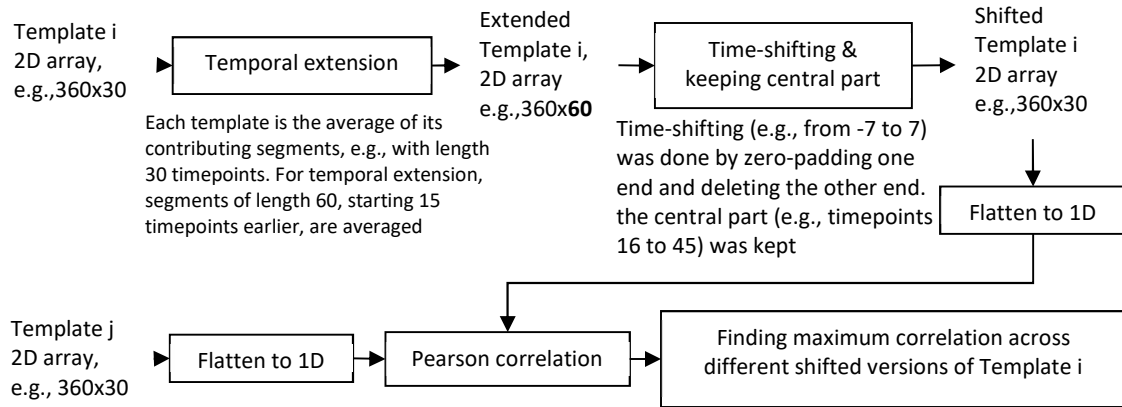 Template i
2D array,
e.g.,360x30
Temporal extension
Each template is the average of its
contributing segments, e.g., with length
30 timepoints. For temporal extension,
segments of length 60, starting 15
timepoints earlier, are averaged
Extended
Template i,
2D array
e.g.,360x60
Time-shifting &
keeping central part
Time-shifting (e.g., from -7 to 7)
was done by zero-padding one
end and deleting the other end.
the central part (e.g., timepoints
16 to 45) was kept
Shifted
Template i
2D array
e.g.,360x30
Flatten to 1D
Template j
2D array,
e.g., 360x30
Flatten to 1D
Pearson correlation
Finding maximum correlation across
different shifted versions of Template i